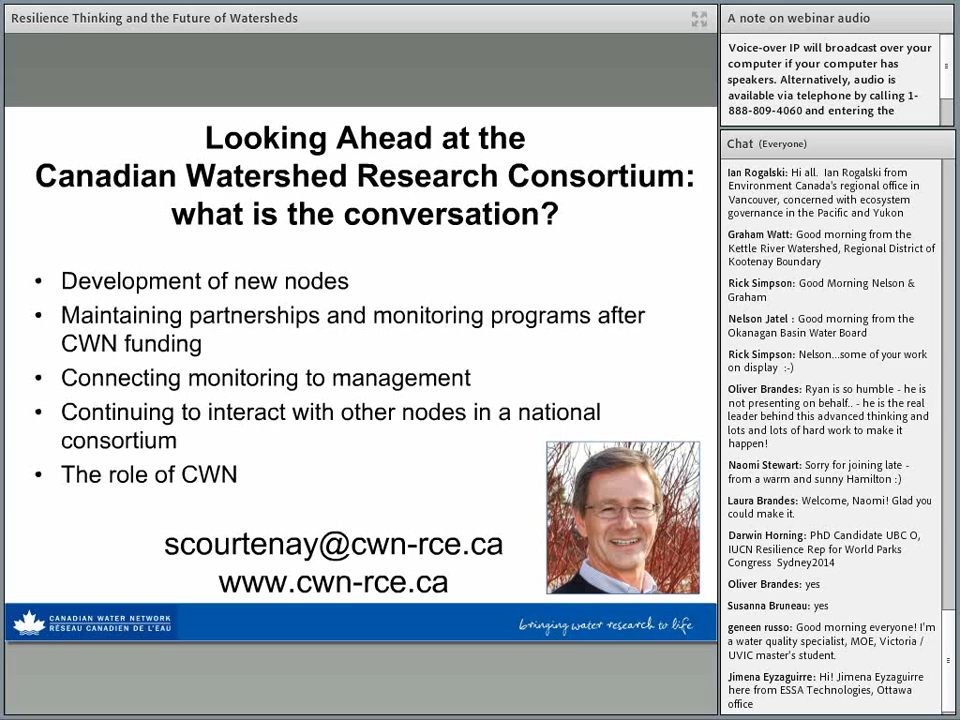 Resilience Thinking and the Future of Watersheds
Looking Ahead at the
Canadian Watershed Research Consortium:
what is the conversation?
• Development of new nodes
• Maintaining partnerships and monitoring programs after
CWN funding
• Connecting monitoring to management
• Continuing to interact with other nodes in a national
consortium
• The role of CWN
scourtenay@cwn-rce.ca
www.cwn-rce.ca
CANADIAN WATER NETWORK
RÉSEAU CANADIEN DE L'EAU
bringing water research to life
A note on webinar audio
Voice-over IP will broadcast over your
computer if your computer has
speakers. Alternatively, audio is
available via telephone by calling 1-
888-809-4060 and entering the
Chat (Everyone)
Ian Rogalski: Hi all. Ian Rogalski from
Environment Canada's regional office in
Vancouver, concerned with ecosystem
governance in the Pacific and Yukon
Graham Watt: Good morning from the
Kettle River Watershed, Regional District of
Kootenay Boundary
Rick Simpson: Good Morning Nelson &
Graham
Nelson Jatel : Good morning from the
Okanagan Basin Water Board
Rick Simpson: Nelson...some of your work
on display :-)
Oliver Brandes: Ryan is so humble - he is
not presenting on behalf.. - he is the real
leader behind this advanced thinking and
lots and lots of hard work to make it
happen!
Naomi Stewart: Sorry for joining late -
from a warm and sunny Hamilton :)
Laura Brandes: Welcome, Naomi! Glad you
could make it.
Darwin Horning: PhD Candidate UBC O,
IUCN Resilience Rep for World Parks
Congress Sydney2014
Oliver Brandes: yes
Susanna Bruneau: yes
geneen russo: Good morning everyone! I'm
a water quality specialist, MOE, Victoria /
UVIC master's student.
Jimena Eyzaguirre: Hi! Jimena Eyzaguirre
here from ESSA Technologies, Ottawa
office